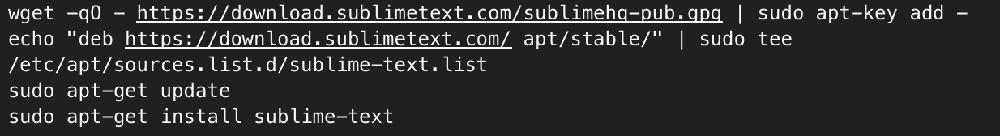 wget -qO - https://download.sublimetext.com/sublimehq-pub.gpg | sudo apt-key add -
echo "deb https://download.sublimetext.com/ apt/stable/" | sudo tee
/etc/apt/sources.list.d/sublime-text.list
sudo apt-get update
sudo apt-get install sublime-text